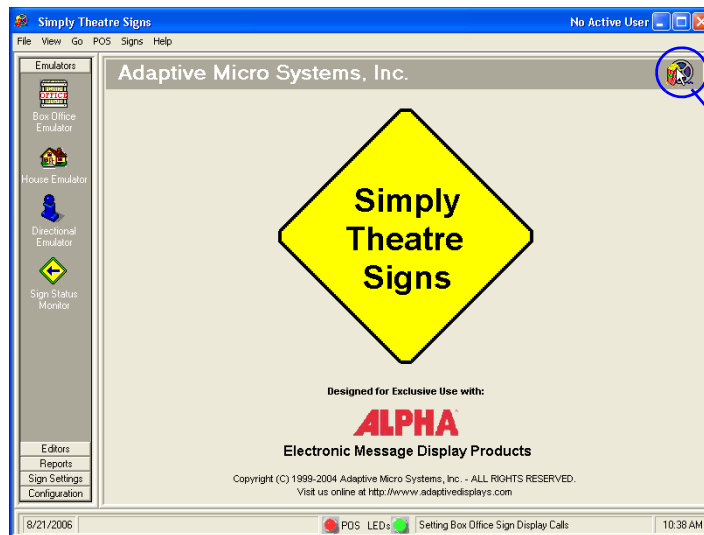 Simply Theatre Signs
No Active User
File View Go POS Signs Help
Emulators
OFFICE
Box Office
Emulator
House Emulator
Directional
Emulator
Sign Status
Monitor
Editors
Reports
Sign Settings
Configuration
Adaptive Micro Systems, Inc.
Simply
Theatre
Signs
Designed for Exclusive Use with:
ALPHA
Electronic Message Display Products
Copyright (C) 1999-2004 Adaptive Micro Systems, Inc. - ALL RIGHTS RESERVED.
Visit us online at http://www.adaptivedisplays.com
8/21/2006
POS LEDs
Setting Box Office Sign Display Calls
10:38 AM